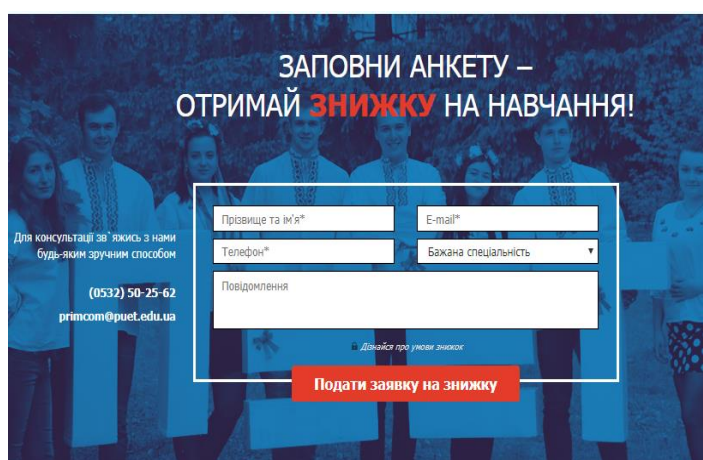 ЗАПОВНИ АНКЕТУ –
ОТРИМАЙ ЗНИЖКУ НА НАВЧАННЯ!
Для консультації зв`яжись з нами
будь-яким зручним способом
(0532) 50-25-62
primcom@puet.edu.ua
Прізвище та ім'я*
E-mail*
Телефон*
Бажана спеціальність
Повідомлення
Дізнайся про умови знижок
Подати заявку на знижку